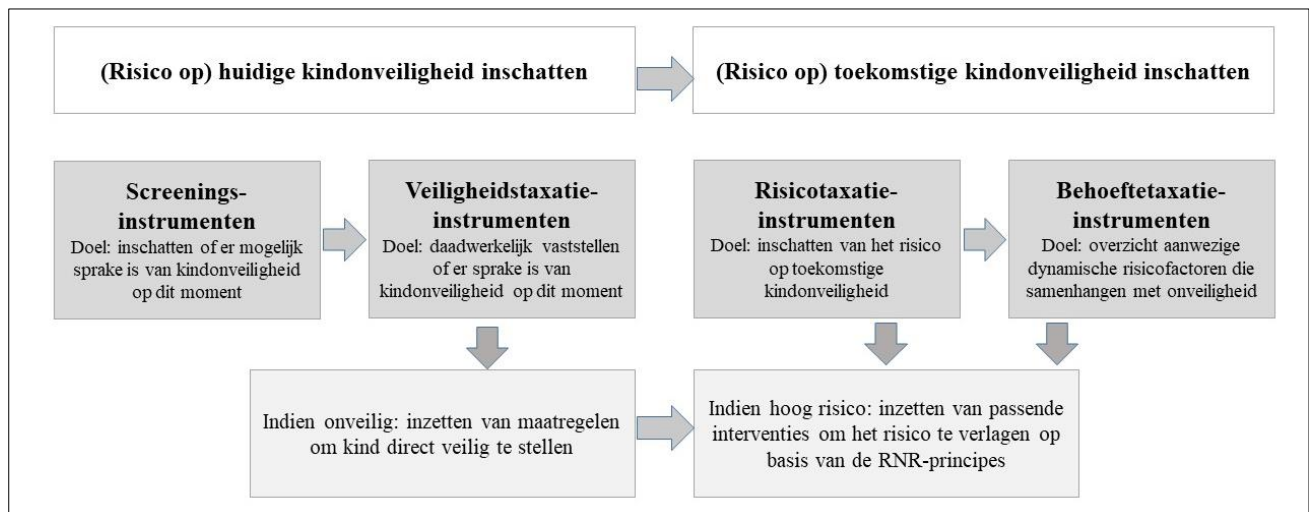 (Risico op) huidige kindonveiligheid inschatten
(Risico op) toekomstige kindonveiligheid inschatten
Screenings-
instrumenten
Doel: inschatten of er mogelijk
sprake is van kindonveiligheid
op dit moment
Veiligheidstaxatie-
instrumenten
Doel: daadwerkelijk vaststellen
of er sprake is van
kindonveiligheid op dit moment
Risicotaxatie-
instrumenten
Doel: inschatten van het risico
op toekomstige
kindonveiligheid
Behoeftetaxatie-
instrumenten
Doel: overzicht aanwezige
dynamische risicofactoren die
samenhangen met onveiligheid
Indien onveilig: inzetten van maatregelen
om kind direct veilig te stellen
Indien hoog risico: inzetten van passende
interventies om het risico te verlagen op
basis van de RNR-principes